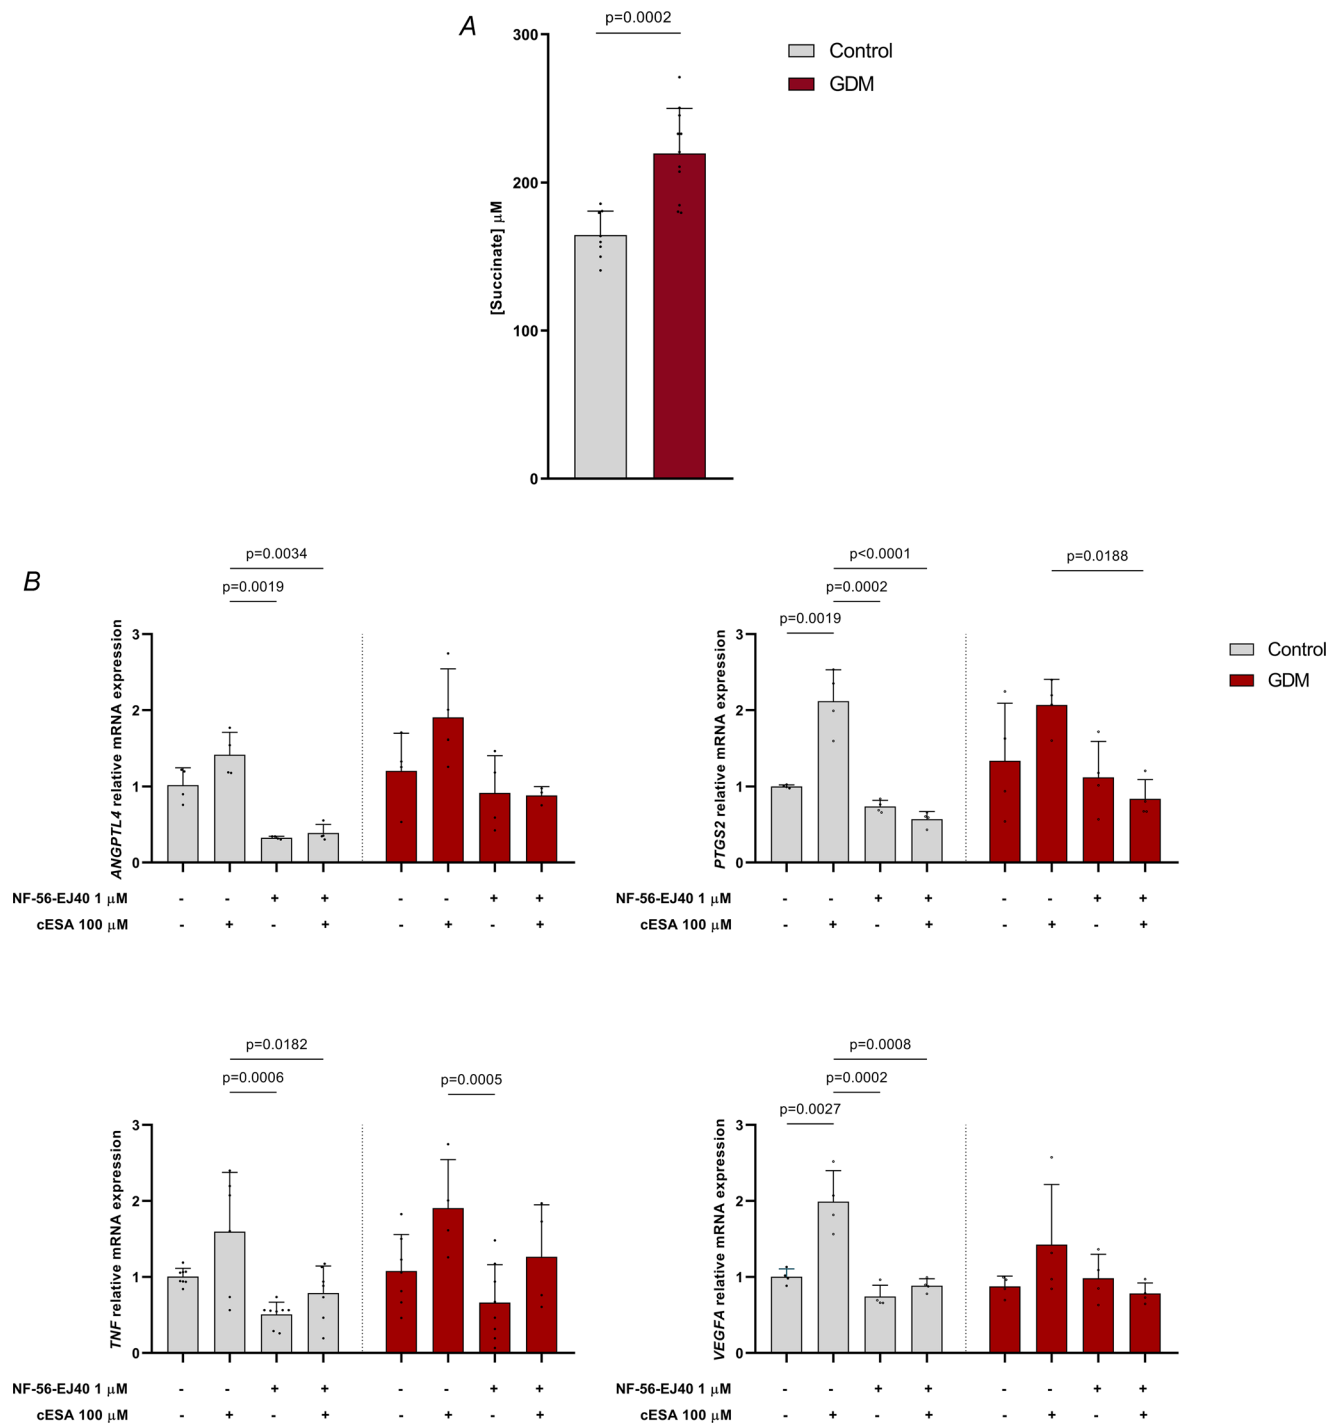 A
p=0.0002
300
200
100
0
[Succinate] μM
Control
GDM
B
p=0.0034
p=0.0019
3
2
1
0
ANGPTL4 relative mRNA expression
NF-56-EJ40 1 μM - - + + - - + +
cESA 100 μM - + - + - + - +
p<0.0001
p=0.0002
p=0.0019
p=0.0188
3
2
1
0
PTGS2 relative mRNA expression
NF-56-EJ40 1 μM - - + + - - + +
cESA 100 μM - + - + - + - +
Control
GDM
p=0.0182
p=0.0006
p=0.0005
3
2
1
0
TNF relative mRNA expression
NF-56-EJ40 1 μM - - + + - - + +
cESA 100 μM - + - + - + - +
p=0.0008
p=0.0002
p=0.0027
3
2
1
0
VEGFA relative mRNA expression
NF-56-EJ40 1 μM - - + + - - + +
cESA 100 μM - + - + - + - +